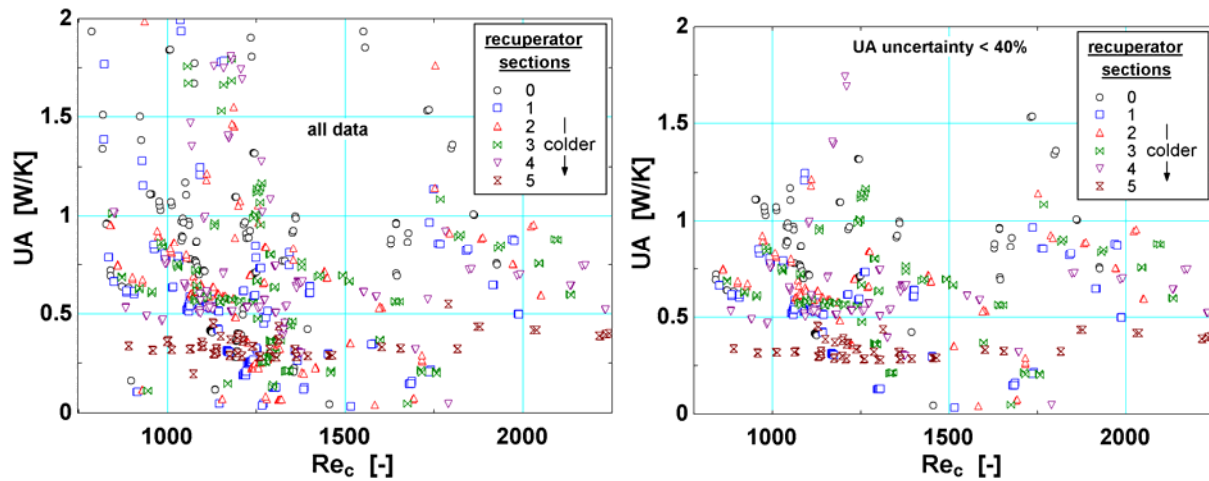 2
1.5
1
0.5
0
UA [W/K]
1000
1500
2000
Re_c [-]
all data
recuperator
sections
0
1
2
3 colder
4
5
2
1.5
1
0.5
0
UA [W/K]
1000
1500
2000
Re_c [-]
UA uncertainty < 40%
recuperator
sections
0
1
2
3 colder
4
5